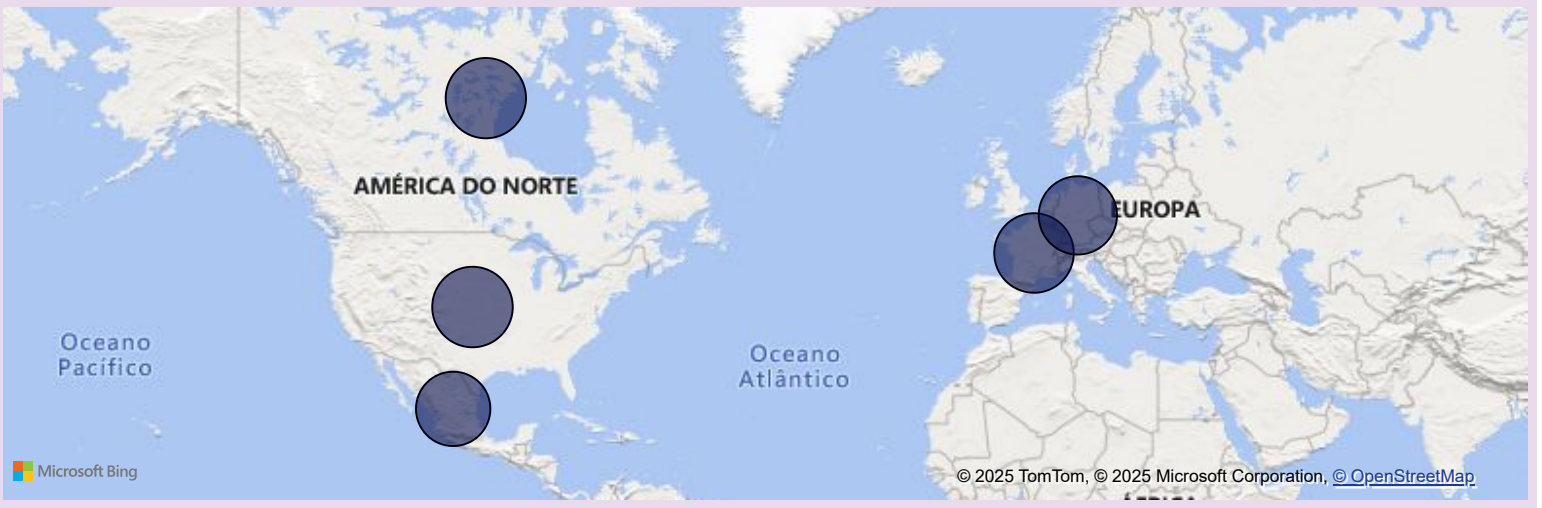 AMÉRICA DO NORTE
EUROPA
Oceano
Pacífico
Oceano
Atlântico
Microsoft Bing
© 2025 TomTom, © 2025 Microsoft Corporation, © OpenStreetMap